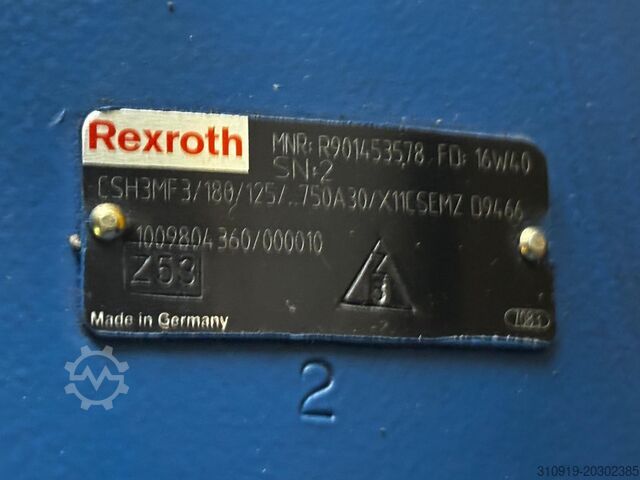 Rexroth
MNR: R901453578 FD: 16W40
SN:2
CSH3MF3/180/125/..750A30/X11CSEMZ D9466
1009804360/000010
Z53
Made in Germany
7083
2
310919-20302385